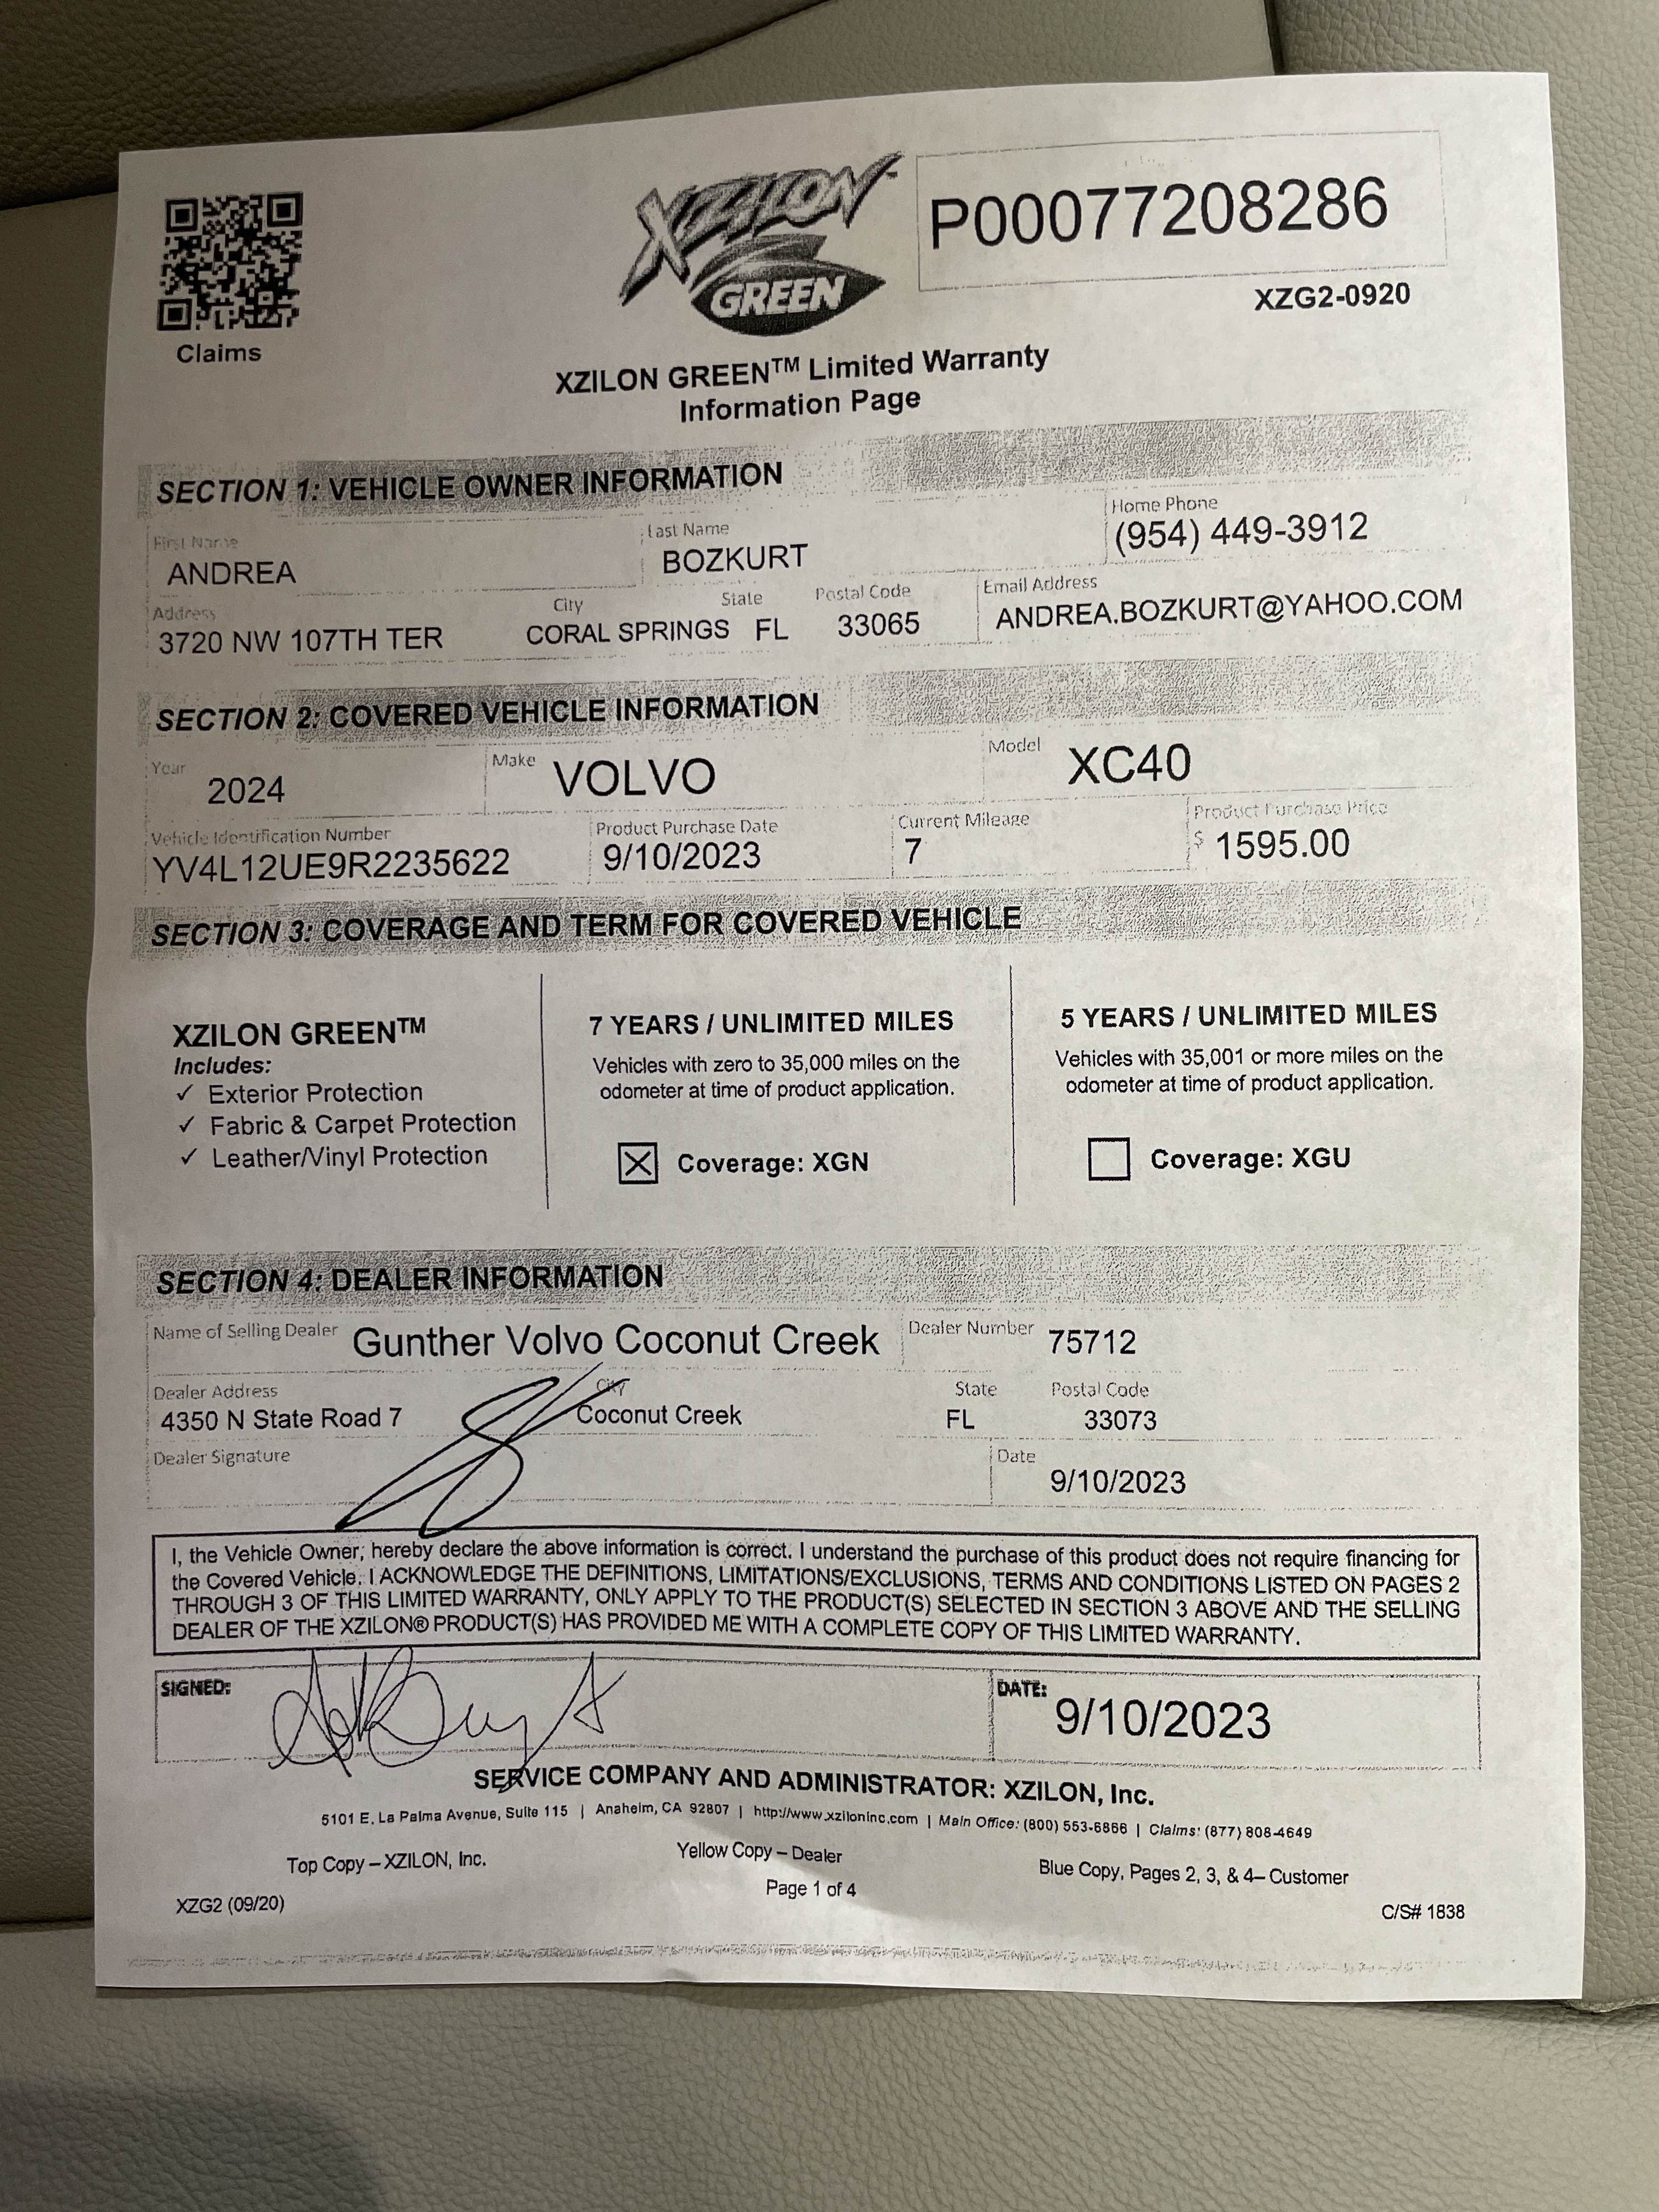 XZILON
GREEN
P00077208286
XZG2-0920
Claims
XZILON GREEN™ Limited Warranty
Information Page
SECTION 1: VEHICLE OWNER INFORMATION
First Name Last Name Home Phone
ANDREA BOZKURT (954) 449-3912
Address City State Postal Code Email Address
3720 NW 107TH TER CORAL SPRINGS FL 33065 ANDREA.BOZKURT@YAHOO.COM
SECTION 2: COVERED VEHICLE INFORMATION
Year 2024 Make VOLVO Model XC40
Vehicle Identification Number Product Purchase Date Current Mileage Product Purchase Price
YV4L12UE9R2235622 9/10/2023 7 $ 1595.00
SECTION 3: COVERAGE AND TERM FOR COVERED VEHICLE
XZILON GREEN™
Includes:
✓ Exterior Protection
✓ Fabric & Carpet Protection
✓ Leather/Vinyl Protection
7 YEARS / UNLIMITED MILES
Vehicles with zero to 35,000 miles on the
odometer at time of product application.
☒ Coverage: XGN
5 YEARS / UNLIMITED MILES
Vehicles with 35,001 or more miles on the
odometer at time of product application.
☐ Coverage: XGU
SECTION 4: DEALER INFORMATION
Name of Selling Dealer Gunther Volvo Coconut Creek Dealer Number 75712
Dealer Address City State Postal Code
4350 N State Road 7 Coconut Creek FL 33073
Dealer Signature Date
9/10/2023
I, the Vehicle Owner, hereby declare the above information is correct. I understand the purchase of this product does not require financing for
the Covered Vehicle. I ACKNOWLEDGE THE DEFINITIONS, LIMITATIONS/EXCLUSIONS, TERMS AND CONDITIONS LISTED ON PAGES 2
THROUGH 3 OF THIS LIMITED WARRANTY, ONLY APPLY TO THE PRODUCT(S) SELECTED IN SECTION 3 ABOVE AND THE SELLING
DEALER OF THE XZILON® PRODUCT(S) HAS PROVIDED ME WITH A COMPLETE COPY OF THIS LIMITED WARRANTY.
SIGNED: DATE: 9/10/2023
SERVICE COMPANY AND ADMINISTRATOR: XZILON, Inc.
5101 E. La Palma Avenue, Suite 115 | Anaheim, CA 92807 | http://www.xziloninc.com | Main Office: (800) 553-6866 | Claims: (877) 808-4649
Top Copy – XZILON, Inc. Yellow Copy – Dealer Blue Copy, Pages 2, 3, & 4– Customer
Page 1 of 4
XZG2 (09/20) C/S# 1838